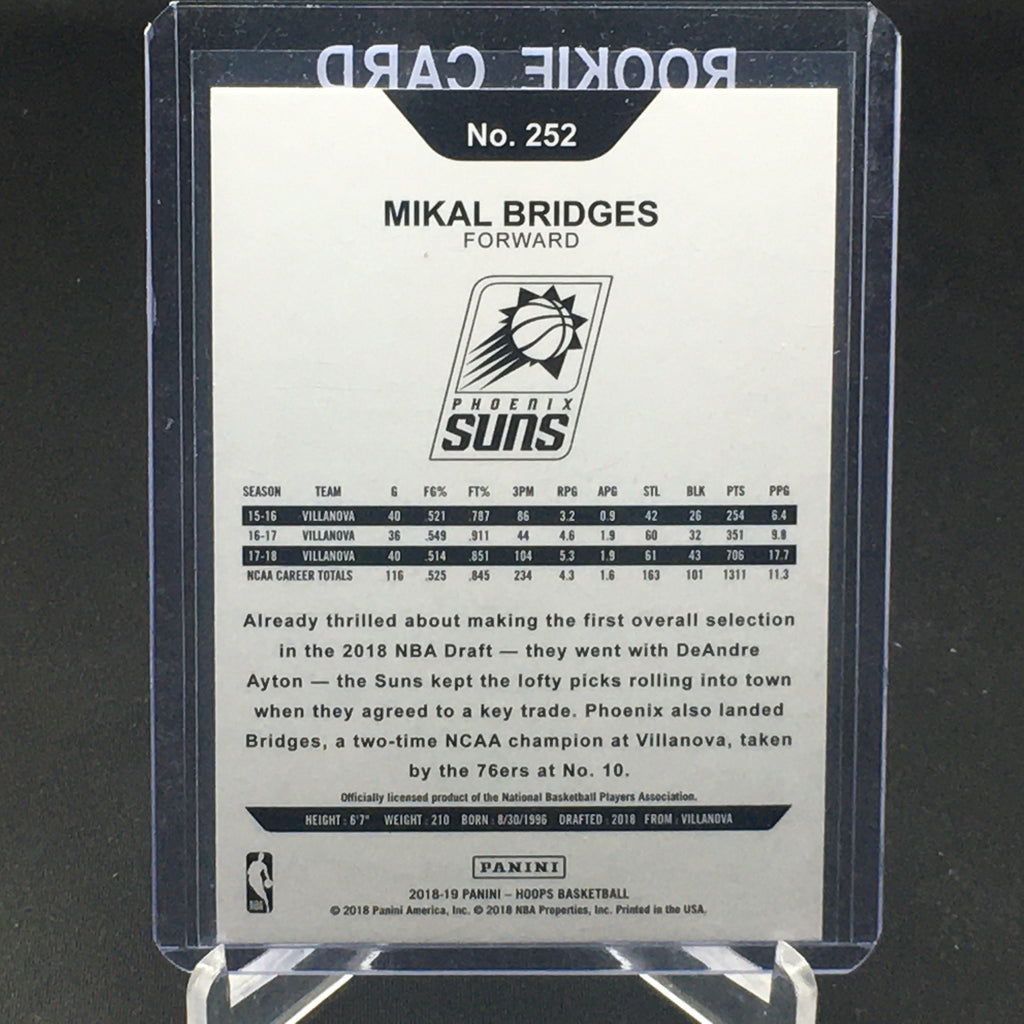 ROOKIE CARD
No. 252
MIKAL BRIDGES
FORWARD
PHOENIX
SUNS
SEASON TEAM G FG% FT% 3PM RPG APG STL BLK PTS PPG
15-16 VILLANOVA 40 .521 .787 86 3.2 0.9 42 26 254 6.4
16-17 VILLANOVA 36 .549 .911 44 4.6 1.9 60 32 351 9.8
17-18 VILLANOVA 40 .514 .851 104 5.3 1.9 61 43 706 17.7
NCAA CAREER TOTALS 116 .525 .845 234 4.3 1.6 163 101 1311 11.3
Already thrilled about making the first overall selection
in the 2018 NBA Draft — they went with DeAndre
Ayton — the Suns kept the lofty picks rolling into town
when they agreed to a key trade. Phoenix also landed
Bridges, a two-time NCAA champion at Villanova, taken
by the 76ers at No. 10.
Officially licensed product of the National Basketball Players Association.
HEIGHT : 6'7" WEIGHT : 210 BORN : 8/30/1996 DRAFTED : 2018 FROM : VILLANOVA
NBA
PANINI
2018-19 PANINI – HOOPS BASKETBALL
© 2018 Panini America, Inc. © 2018 NBA Properties, Inc. Printed in the USA.